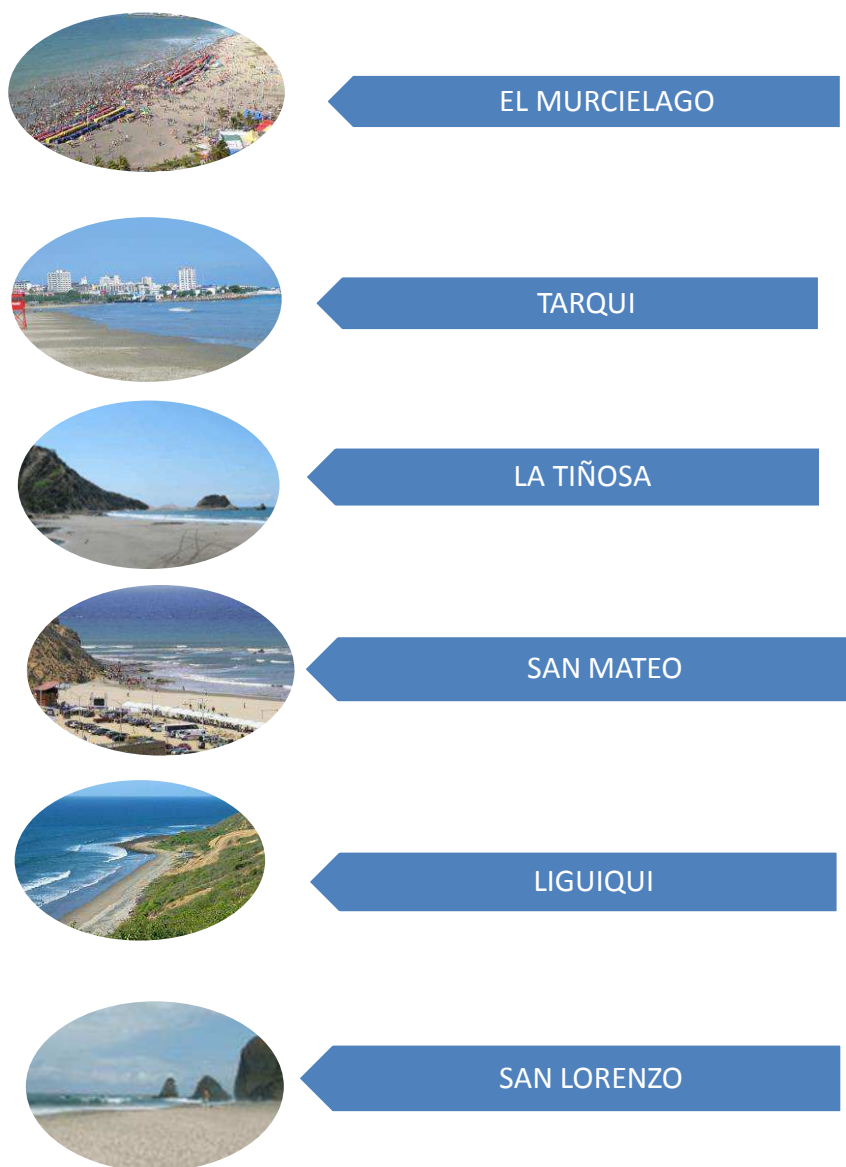 EL MURCIELAGO
TARQUI
LA TIÑOSA
SAN MATEO
LIGUIQUI
SAN LORENZO